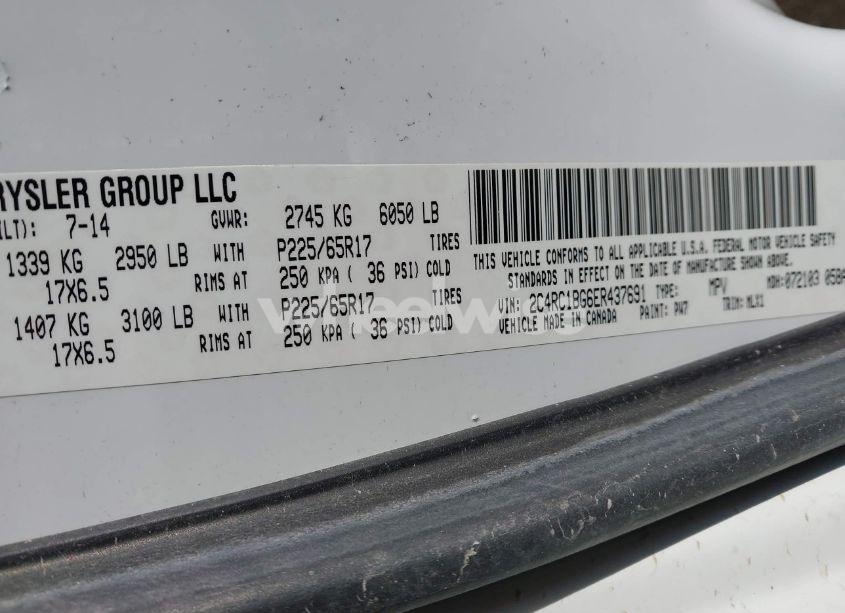 RYSLER GROUP LLC
ILT): 7-14 GVWR: 2745 KG 6050 LB
1339 KG 2950 LB WITH P225/65R17 TIRES
17X6.5 RIMS AT 250 KPA ( 36 PSI) COLD
1407 KG 3100 LB WITH P225/65R17 TIRES
17X6.5 RIMS AT 250 KPA ( 36 PSI) COLD
THIS VEHICLE CONFORMS TO ALL APPLICABLE U.S.A. FEDERAL MOTOR VEHICLE SAFETY
STANDARDS IN EFFECT ON THE DATE OF MANUFACTURE SHOWN ABOVE.
VIN: 2C4RC1BG6ER437691 TYPE: MPV MDH:072103 058A
VEHICLE MADE IN CANADA PAINT: PW7 TRIM: MLX1